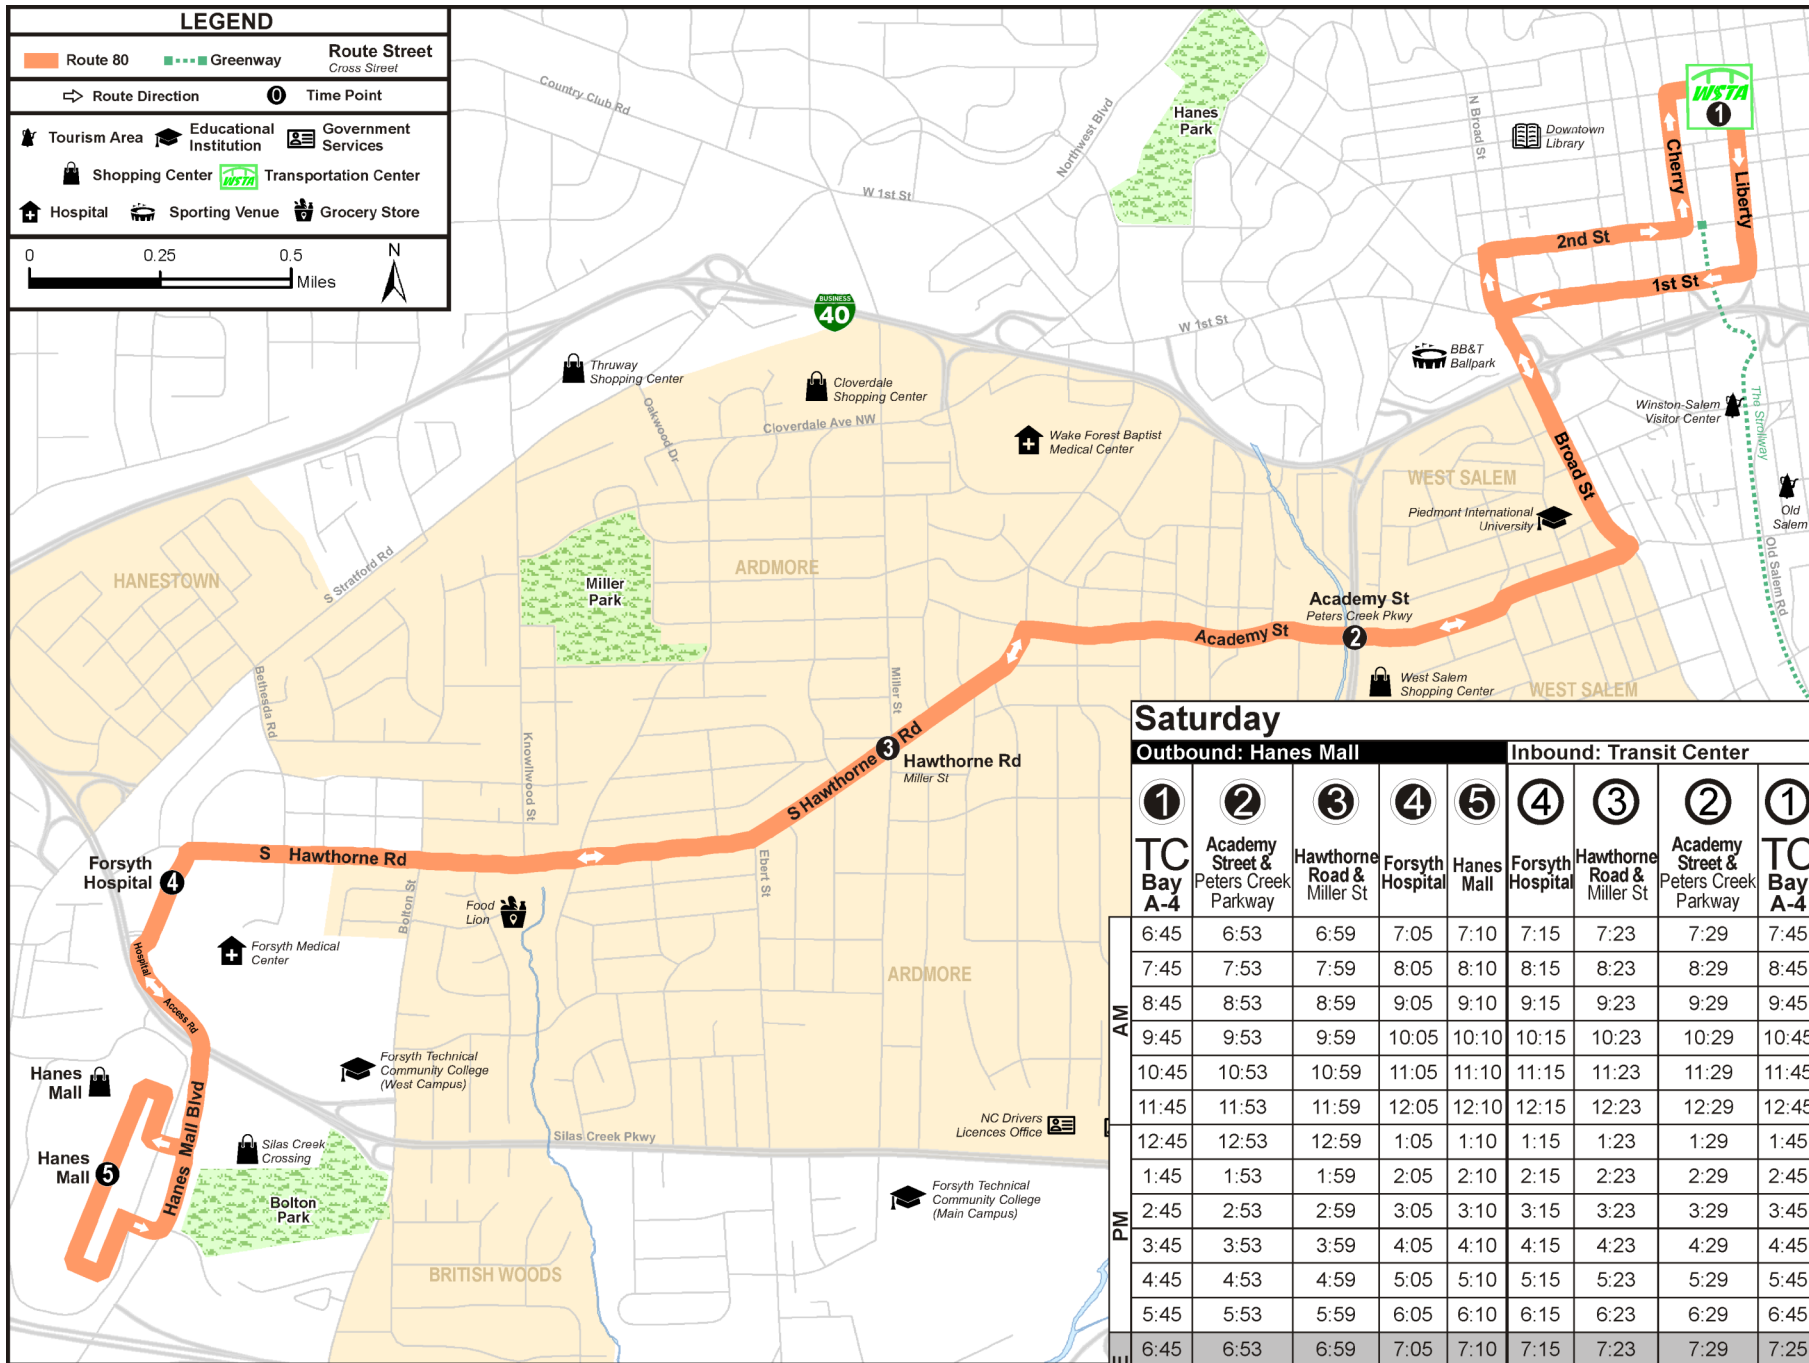 LEGEND
Route 80
Greenway
Route Street
Cross Street
Route Direction
0
Time Point
Tourism Area
Educational
Institution
Government
Services
Shopping Center
WSTA
Transportation Center
Hospital
Sporting Venue
Grocery Store
0 0.25 0.5
Miles
N
Country Club Rd
Northwest Blvd
Hanes
Park
W 1st St
N Broad St
Downtown
Library
WSTA
1
Cherry
Liberty
2nd St
1st St
BUSINESS
40
W 1st St
BB&T
Ballpark
Thruway
Shopping Center
Cloverdale
Shopping Center
Oakwood Dr
Cloverdale Ave NW
Wake Forest Baptist
Medical Center
Winston-Salem
Visitor Center
The Strollway
Broad St
WEST SALEM
Piedmont International
University
Old
Salem
Old Salem Rd
HANESTOWN
S Stratford Rd
Miller
Park
ARDMORE
Academy St
Peters Creek Pkwy
2
Academy St
West Salem
Shopping Center
WEST SALEM
Bethesda Rd
Knowllwood St
Miller St
3
Hawthorne Rd
Miller St
S Hawthorne Rd
S Hawthorne Rd
Forsyth
Hospital
4
Bolton St
Ebert St
Food
Lion
Forsyth Medical
Center
Hospital
Access Rd
ARDMORE
Hanes
Mall
Hanes Mall Blvd
Forsyth Technical
Community College
(West Campus)
NC Drivers
Licences Office
Silas Creek Pkwy
Silas Creek
Crossing
Hanes
Mall
5
Bolton
Park
Forsyth Technical
Community College
(Main Campus)
BRITISH WOODS
Saturday
Outbound: Hanes Mall Inbound: Transit Center
1 2 3 4 5 4 3 2 1
TC
Bay
A-4
Academy
Street &
Peters Creek
Parkway
Hawthorne
Road &
Miller St
Forsyth
Hospital
Hanes
Mall
Forsyth
Hospital
Hawthorne
Road &
Miller St
Academy
Street &
Peters Creek
Parkway
TC
Bay
A-4
AM
6:45 6:53 6:59 7:05 7:10 7:15 7:23 7:29 7:45
7:45 7:53 7:59 8:05 8:10 8:15 8:23 8:29 8:45
8:45 8:53 8:59 9:05 9:10 9:15 9:23 9:29 9:45
9:45 9:53 9:59 10:05 10:10 10:15 10:23 10:29 10:45
10:45 10:53 10:59 11:05 11:10 11:15 11:23 11:29 11:45
11:45 11:53 11:59 12:05 12:10 12:15 12:23 12:29 12:45
PM
12:45 12:53 12:59 1:05 1:10 1:15 1:23 1:29 1:45
1:45 1:53 1:59 2:05 2:10 2:15 2:23 2:29 2:45
2:45 2:53 2:59 3:05 3:10 3:15 3:23 3:29 3:45
3:45 3:53 3:59 4:05 4:10 4:15 4:23 4:29 4:45
4:45 4:53 4:59 5:05 5:10 5:15 5:23 5:29 5:45
5:45 5:53 5:59 6:05 6:10 6:15 6:23 6:29 6:45
6:45 6:53 6:59 7:05 7:10 7:15 7:23 7:29 7:25